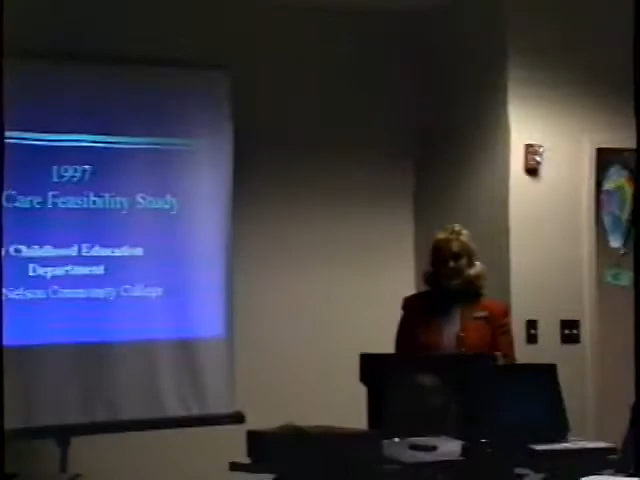 1997
Care Feasibility Study
Childhood Education
Department
Nelson Community College